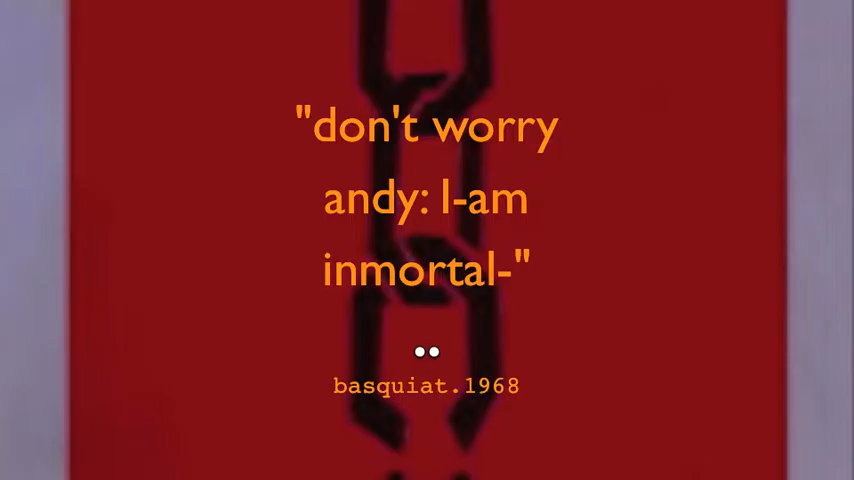 "don't worry
andy: I-am
inmortal-"
••
basquiat.1968